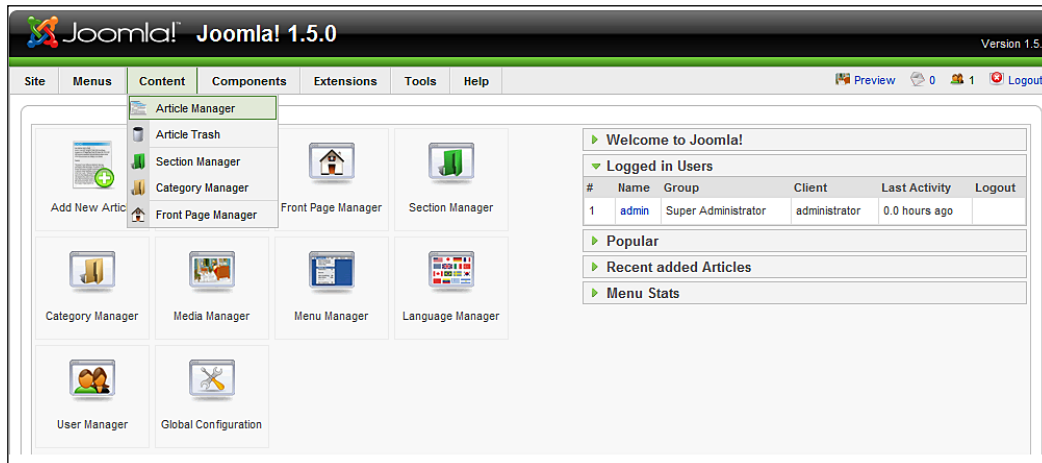 Joomla! Joomla! 1.5.0
Version 1.5.
Site Menus Content Components Extensions Tools Help Preview 0 1 Logout
Article Manager
Article Trash
Section Manager
Category Manager
Front Page Manager
Add New Artic
Front Page Manager
Section Manager
Category Manager
Media Manager
Menu Manager
Language Manager
User Manager
Global Configuration
Welcome to Joomla!
Logged in Users
# Name Group Client Last Activity Logout
1 admin Super Administrator administrator 0.0 hours ago
Popular
Recent added Articles
Menu Stats